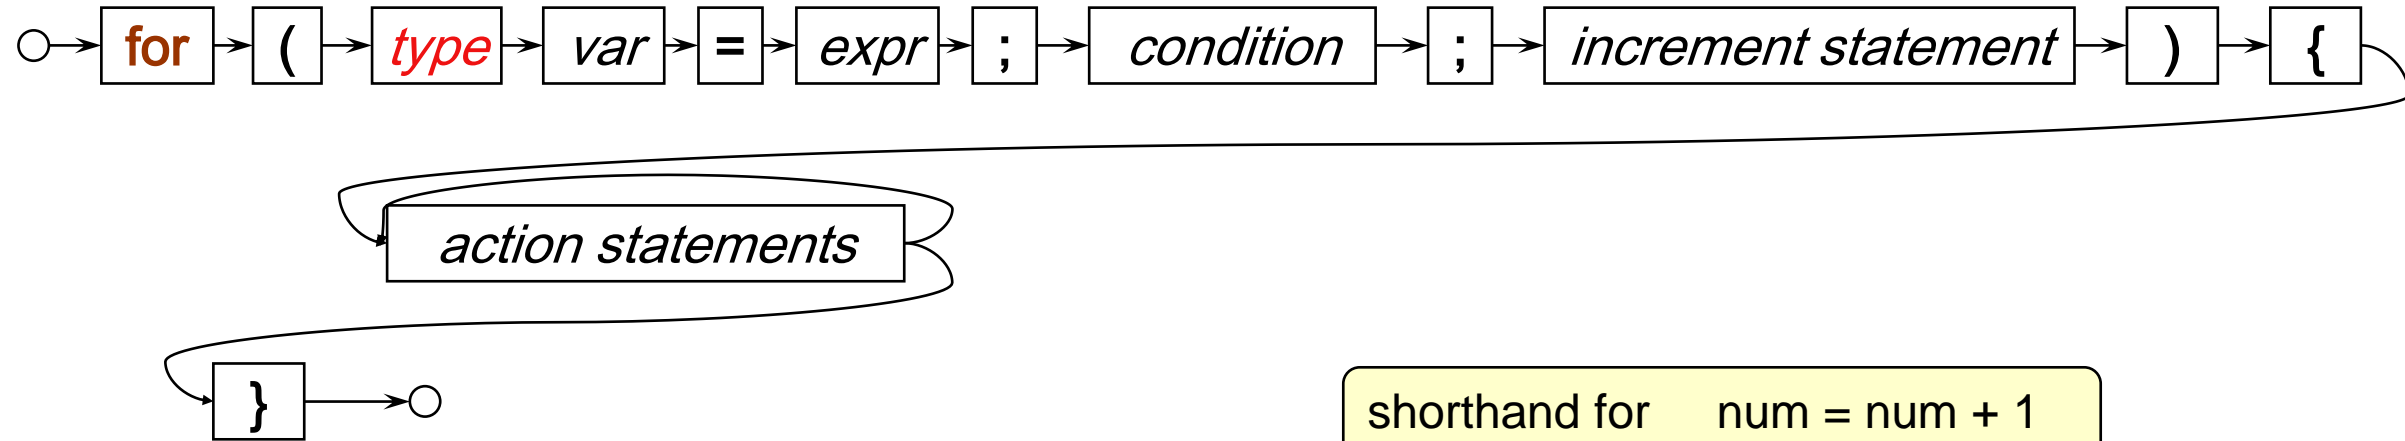 for ( type var = expr ; condition ; increment statement ) {
action statements
}
shorthand for num = num + 1